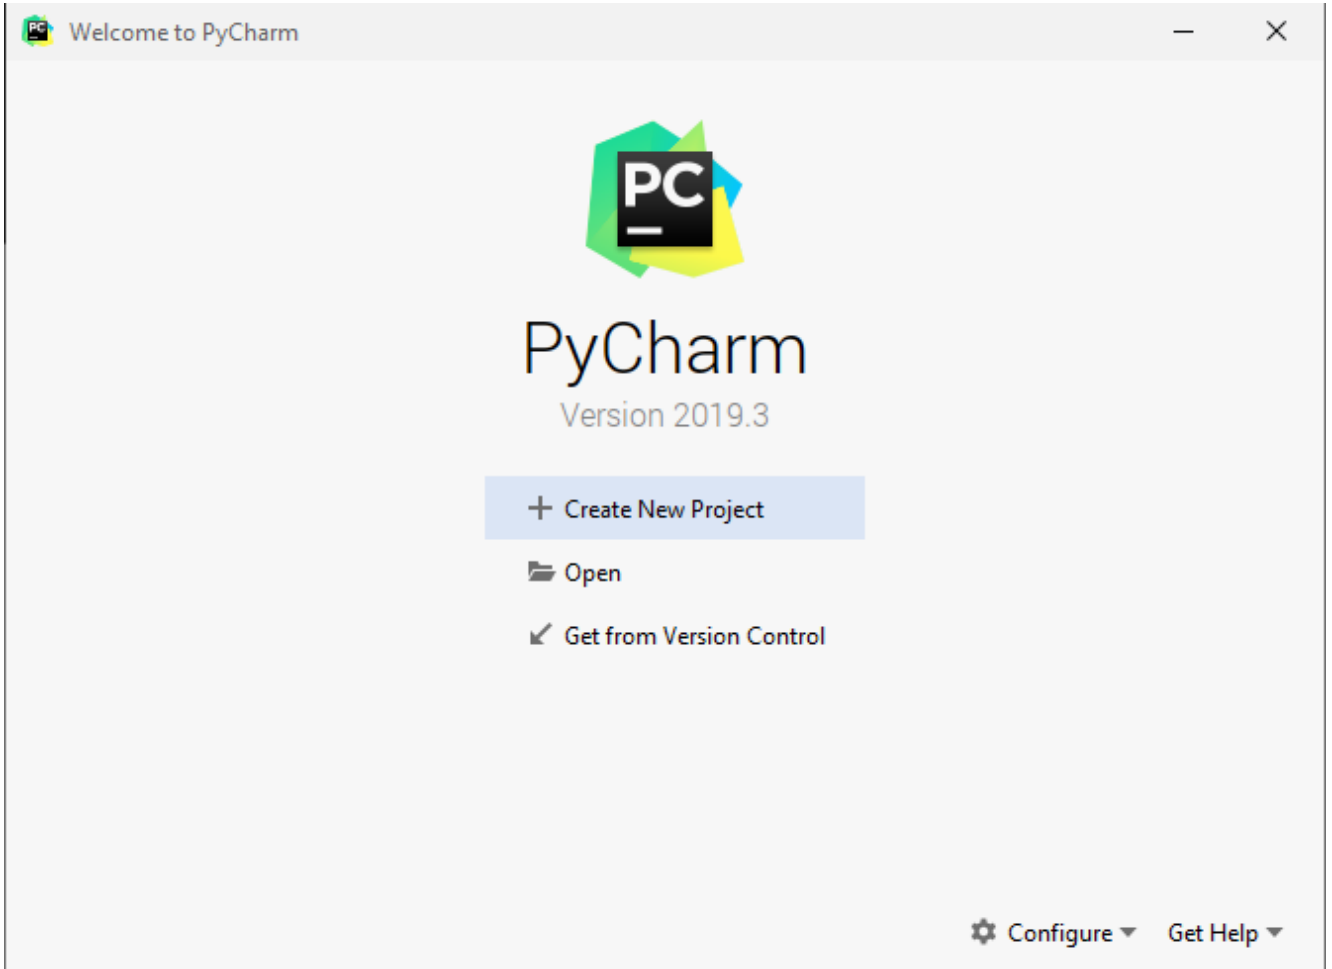 Welcome to PyCharm
PC
PyCharm
Version 2019.3
Create New Project
Open
Get from Version Control
Configure
Get Help